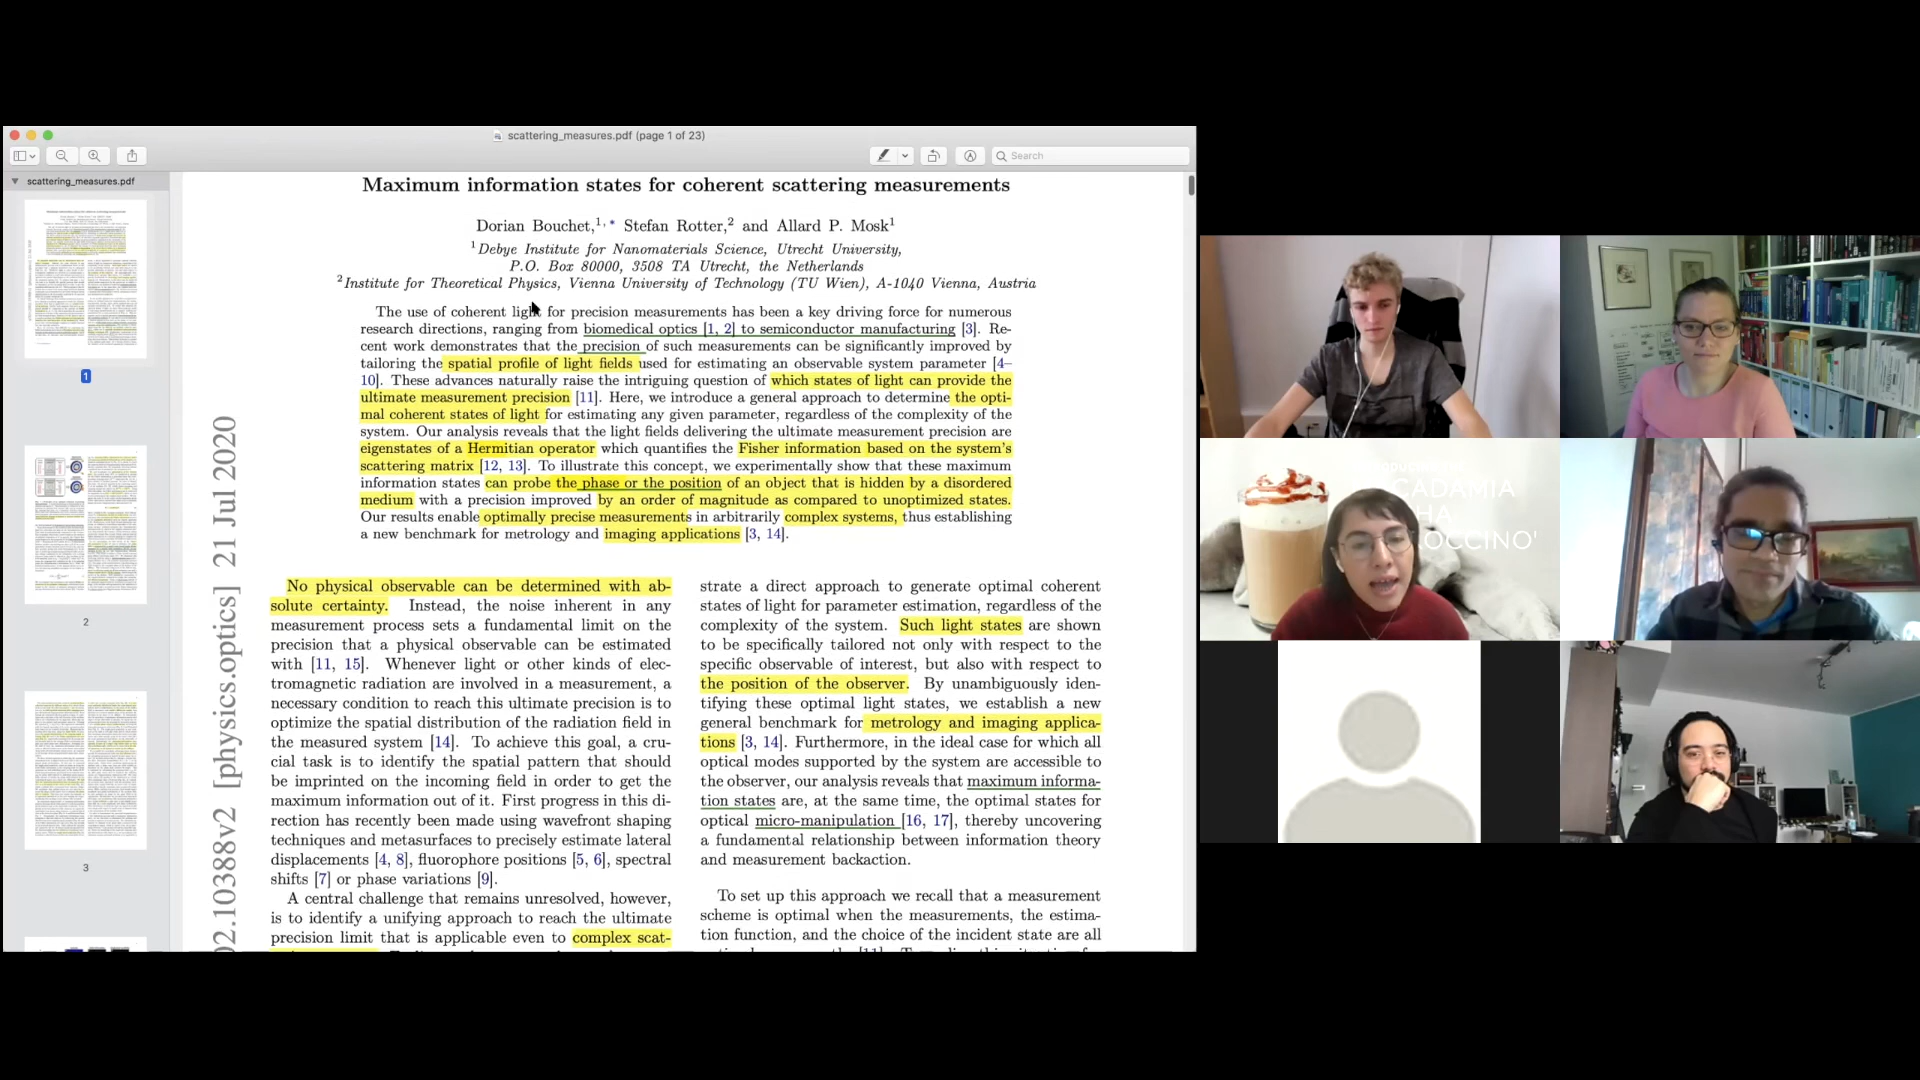 scattering_measures.pdf (page 1 of 23)
Search
scattering_measures.pdf
1
2
3
02.10388v2 [physics.optics] 21 Jul 2020
Maximum information states for coherent scattering measurements
Dorian Bouchet,1, * Stefan Rotter,2 and Allard P. Mosk1
1Debye Institute for Nanomaterials Science, Utrecht University,
P.O. Box 80000, 3508 TA Utrecht, the Netherlands
2Institute for Theoretical Physics, Vienna University of Technology (TU Wien), A-1040 Vienna, Austria
The use of coherent light for precision measurements has been a key driving force for numerous
research directions, ranging from biomedical optics [1, 2] to semiconductor manufacturing [3]. Re-
cent work demonstrates that the precision of such measurements can be significantly improved by
tailoring the spatial profile of light fields used for estimating an observable system parameter [4–
10]. These advances naturally raise the intriguing question of which states of light can provide the
ultimate measurement precision [11]. Here, we introduce a general approach to determine the opti-
mal coherent states of light for estimating any given parameter, regardless of the complexity of the
system. Our analysis reveals that the light fields delivering the ultimate measurement precision are
eigenstates of a Hermitian operator which quantifies the Fisher information based on the system's
scattering matrix [12, 13]. To illustrate this concept, we experimentally show that these maximum
information states can probe the phase or the position of an object that is hidden by a disordered
medium with a precision improved by an order of magnitude as compared to unoptimized states.
Our results enable optimally precise measurements in arbitrarily complex systems, thus establishing
a new benchmark for metrology and imaging applications [3, 14].
No physical observable can be determined with ab-
solute certainty. Instead, the noise inherent in any
measurement process sets a fundamental limit on the
precision that a physical observable can be estimated
with [11, 15]. Whenever light or other kinds of elec-
tromagnetic radiation are involved in a measurement, a
necessary condition to reach this ultimate precision is to
optimize the spatial distribution of the radiation field in
the measured system [14]. To achieve this goal, a cru-
cial task is to identify the spatial pattern that should
be imprinted on the incoming field in order to get the
maximum information out of it. First progress in this di-
rection has recently been made using wavefront shaping
techniques and metasurfaces to precisely estimate lateral
displacements [4, 8], fluorophore positions [5, 6], spectral
shifts [7] or phase variations [9].
A central challenge that remains unresolved, however,
is to identify a unifying approach to reach the ultimate
precision limit that is applicable even to complex scat-
strate a direct approach to generate optimal coherent
states of light for parameter estimation, regardless of the
complexity of the system. Such light states are shown
to be specifically tailored not only with respect to the
specific observable of interest, but also with respect to
the position of the observer. By unambiguously iden-
tifying these optimal light states, we establish a new
general benchmark for metrology and imaging applica-
tions [3, 14]. Furthermore, in the ideal case for which all
optical modes supported by the system are accessible to
the observer, our analysis reveals that maximum informa-
tion states are, at the same time, the optimal states for
optical micro-manipulation [16, 17], thereby uncovering
a fundamental relationship between information theory
and measurement backaction.
To set up this approach we recall that a measurement
scheme is optimal when the measurements, the estima-
tion function, and the choice of the incident state are all
CADAMIA
HA
OCCINO'